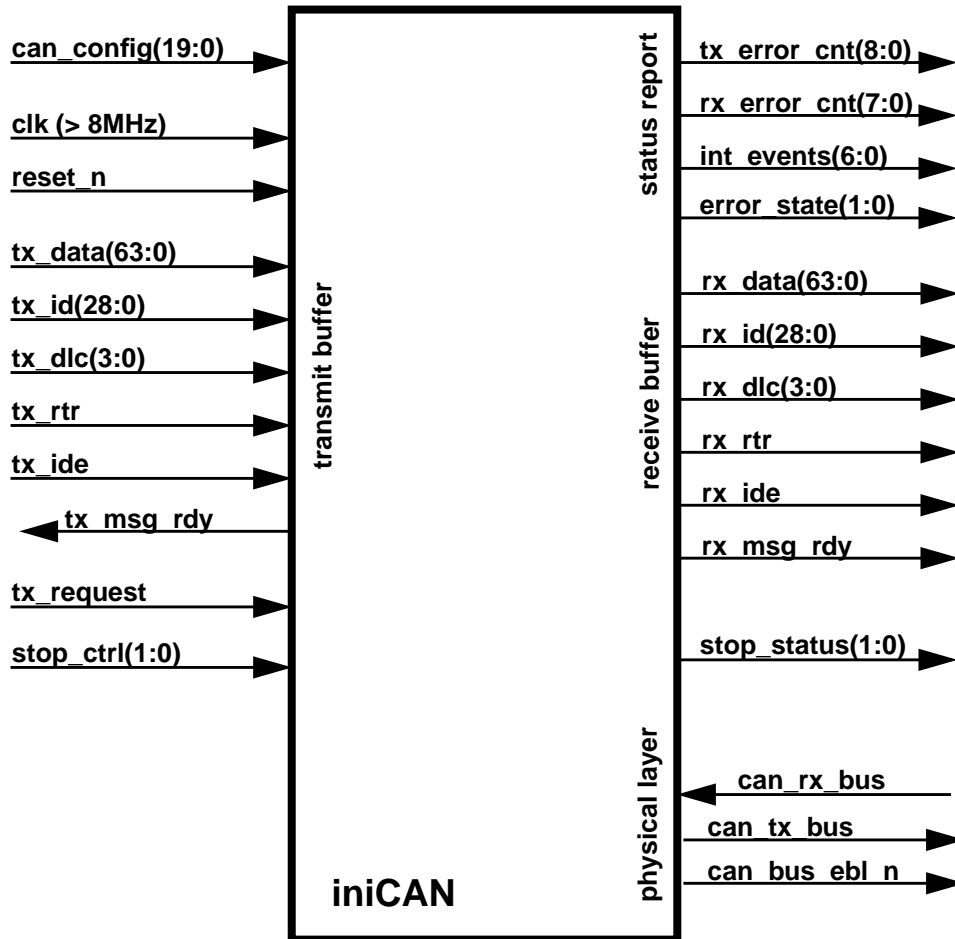 can_config(19:0)
clk (> 8MHz)
reset_n
tx_data(63:0)
tx_id(28:0)
tx_dlc(3:0)
tx_rtr
tx_ide
tx_msg_rdy
tx_request
stop_ctrl(1:0)
transmit buffer
status report
receive buffer
physical layer
iniCAN
tx_error_cnt(8:0)
rx_error_cnt(7:0)
int_events(6:0)
error_state(1:0)
rx_data(63:0)
rx_id(28:0)
rx_dlc(3:0)
rx_rtr
rx_ide
rx_msg_rdy
stop_status(1:0)
can_rx_bus
can_tx_bus
can_bus_ebl_n